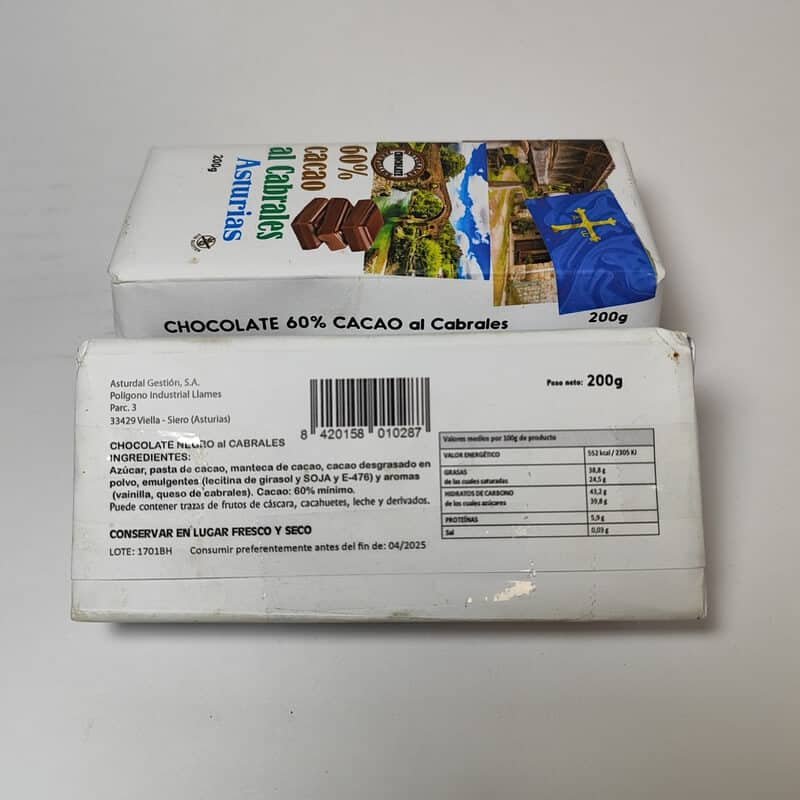 60%
cacao
al Cabrales
Asturias
200g
CHOCOLATE 60% CACAO al Cabrales
200g
Asturdal Gestión, S.A.
Polígono Industrial Llames
Parc. 3
33429 Viella - Siero (Asturias)
8 420158 010287
Peso neto: 200g
CHOCOLATE NEGRO al CABRALES
INGREDIENTES:
Azúcar, pasta de cacao, manteca de cacao, cacao desgrasado en
polvo, emulgentes (lecitina de girasol y SOJA y E-476) y aromas
(vainilla, queso de cabrales). Cacao: 60% mínimo.
Puede contener trazas de frutos de cáscara, cacahuetes, leche y derivados.
CONSERVAR EN LUGAR FRESCO Y SECO
LOTE: 1701BH Consumir preferentemente antes del fin de: 04/2025
Valores medios por 100g de producto
VALOR ENERGÉTICO 552 kcal / 2305 KJ
GRASAS 38,8 g
de las cuales saturadas 24,5 g
HIDRATOS DE CARBONO 43,2 g
de los cuales azúcares 39,8 g
PROTEÍNAS 5,9 g
Sal 0,03 g